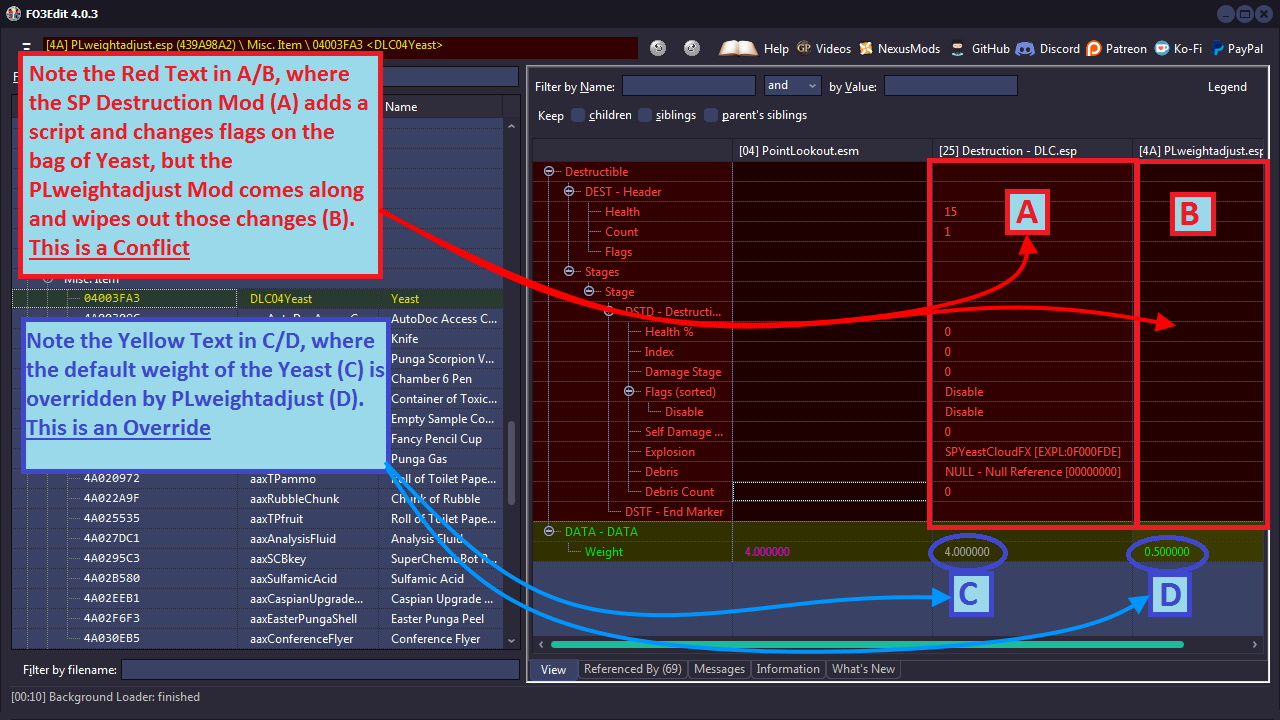 FO3Edit 4.0.3
[4A] PLweightadjust.esp (439A98A2) \ Misc. Item \ 04003FA3 <DLC04Yeast>
Help Videos NexusMods GitHub Discord Patreon Ko-Fi PayPal
Note the Red Text in A/B, where
the SP Destruction Mod (A) adds a
script and changes flags on the
bag of Yeast, but the
PLweightadjust Mod comes along
and wipes out those changes (B).
This is a Conflict
Name
Misc. Item
04003FA3 DLC04Yeast Yeast
AutoDoc Access C...
Knife
Punga Scorpion V...
Chamber 6 Pen
Container of Toxic...
Empty Sample Co...
Fancy Pencil Cup
Punga Gas
Note the Yellow Text in C/D, where
the default weight of the Yeast (C) is
overridden by PLweightadjust (D).
This is an Override
4A020972 aaxTPammo Roll of Toilet Pape...
4A022A9F aaxRubbleChunk Chunk of Rubble
4A025535 aaxTPfruit Roll of Toilet Pape...
4A027DC1 aaxAnalysisFluid Analysis Fluid
4A0295C3 aaxSCBkey SuperChemBot R...
4A02B580 aaxSulfamicAcid Sulfamic Acid
4A02EEB1 aaxCaspianUpgrade... Caspian Upgrade ...
4A02F6F3 aaxEasterPungaShell Easter Punga Peel
4A030EB5 aaxConferenceFlyer Conference Flyer
Filter by filename:
[00:10] Background Loader: finished
Filter by Name: and by Value: Legend
Keep children siblings parent's siblings
[04] PointLookout.esm [25] Destruction - DLC.esp [4A] PLweightadjust.esp
Destructible
DEST - Header
Health 15
Count 1
Flags
Stages
Stage
DSTD - Destructi...
Health % 0
Index 0
Damage Stage 0
Flags (sorted) Disable
Disable Disable
Self Damage ... 0
Explosion SPYeastCloudFX [EXPL:0F000FDE]
Debris NULL - Null Reference [00000000]
Debris Count 0
DSTF - End Marker
DATA - DATA
Weight 4.000000 4.000000 0.500000
A
B
C
D
View Referenced By (69) Messages Information What's New